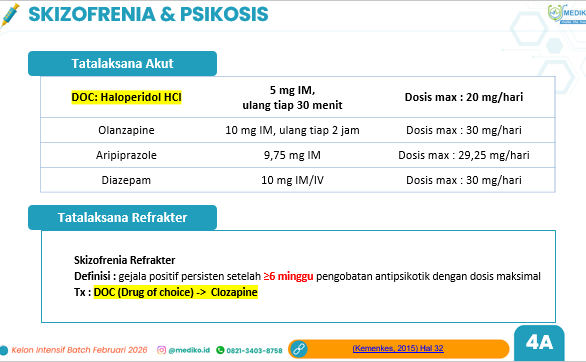 SKIZOFRENIA & PSIKOSIS
MEDIK
Tatalaksana Akut
DOC: Haloperidol HCl
5 mg IM,
ulang tiap 30 menit
Dosis max : 20 mg/hari
Olanzapine
10 mg IM, ulang tiap 2 jam
Dosis max : 30 mg/hari
Aripiprazole
9,75 mg IM
Dosis max : 29,25 mg/hari
Diazepam
10 mg IM/IV
Dosis max : 30 mg/hari
Tatalaksana Refrakter
Skizofrenia Refrakter
Definisi : gejala positif persisten setelah ≥6 minggu pengobatan antipsikotik dengan dosis maksimal
Tx : DOC (Drug of choice) -> Clozapine
Kelon Intensif Batch Februari 2026
@mediko.id
0821-3403-8758
(Kemenkes, 2015) Hal 32
4A